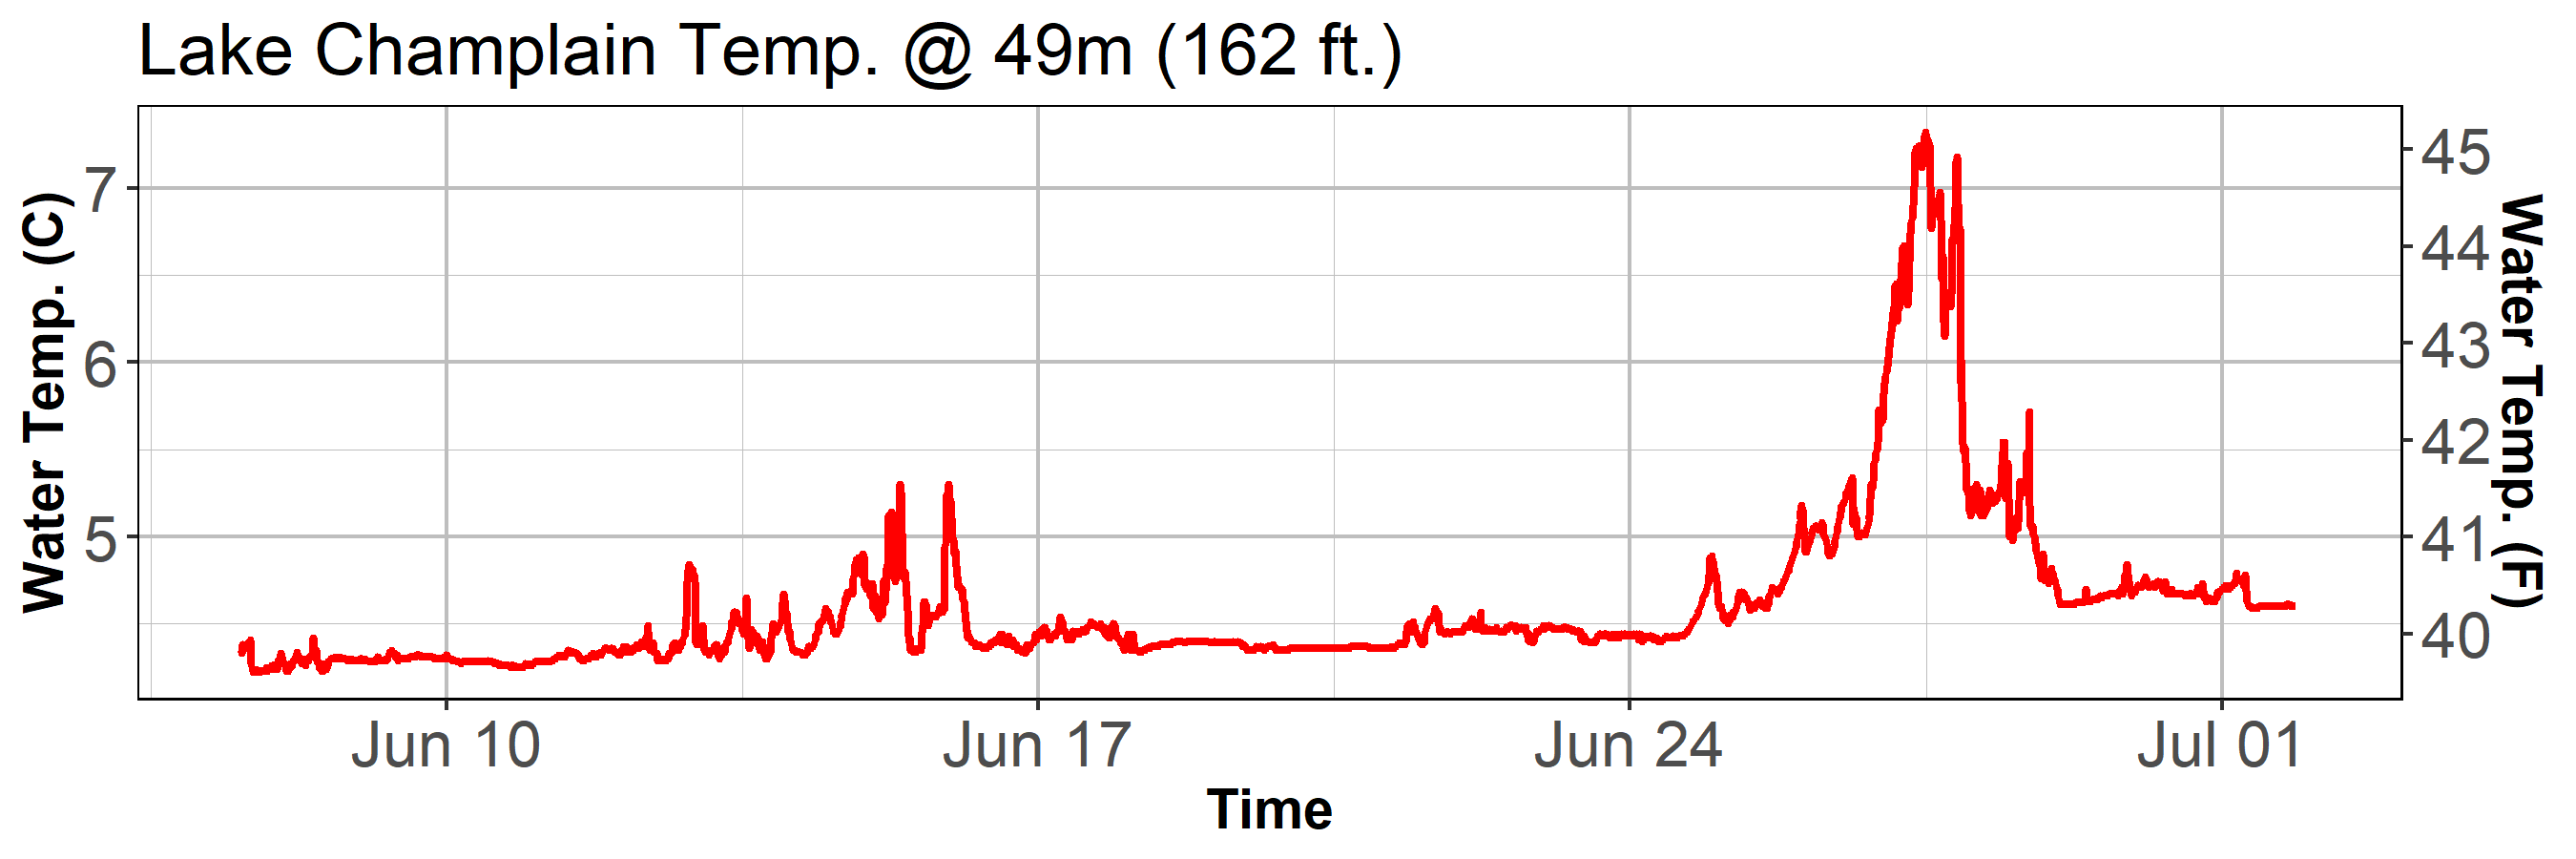 Lake Champlain Temp. @ 49m (162 ft.)
Water Temp. (C)
7
6
5
45
44
43
42
41
40
Water Temp. (F)
Jun 10
Jun 17
Jun 24
Jul 01
Time